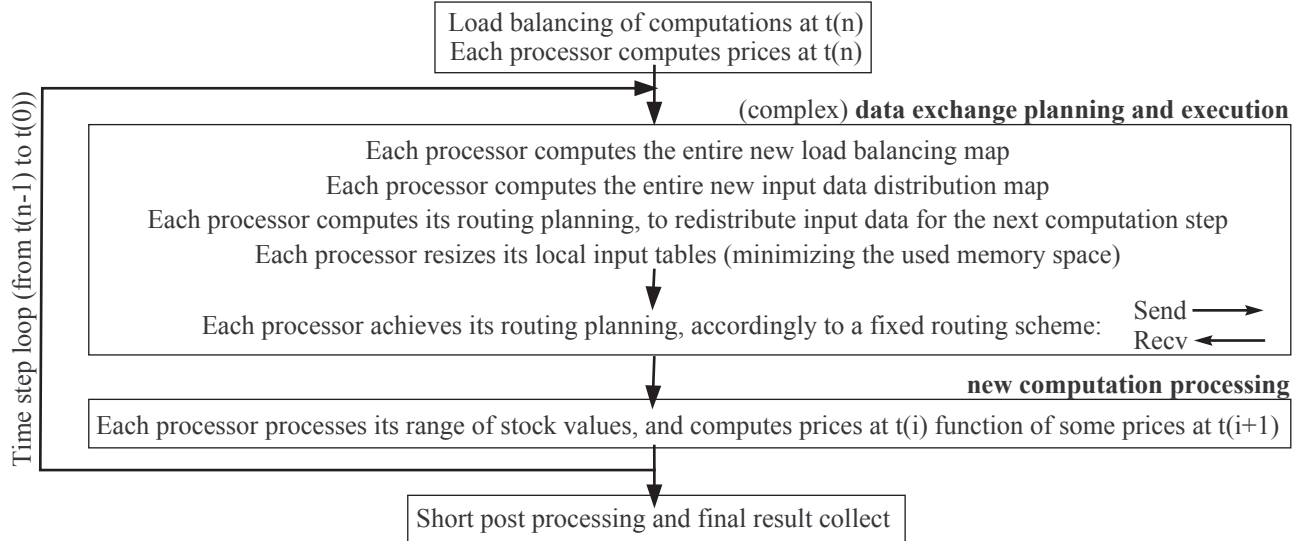 Load balancing of computations at t(n)
Each processor computes prices at t(n)
Time step loop (from t(n-1) to t(0))
(complex) data exchange planning and execution
Each processor computes the entire new load balancing map
Each processor computes the entire new input data distribution map
Each processor computes its routing planning, to redistribute input data for the next computation step
Each processor resizes its local input tables (minimizing the used memory space)
Each processor achieves its routing planning, accordingly to a fixed routing scheme:
Send
Recv
new computation processing
Each processor processes its range of stock values, and computes prices at t(i) function of some prices at t(i+1)
Short post processing and final result collect